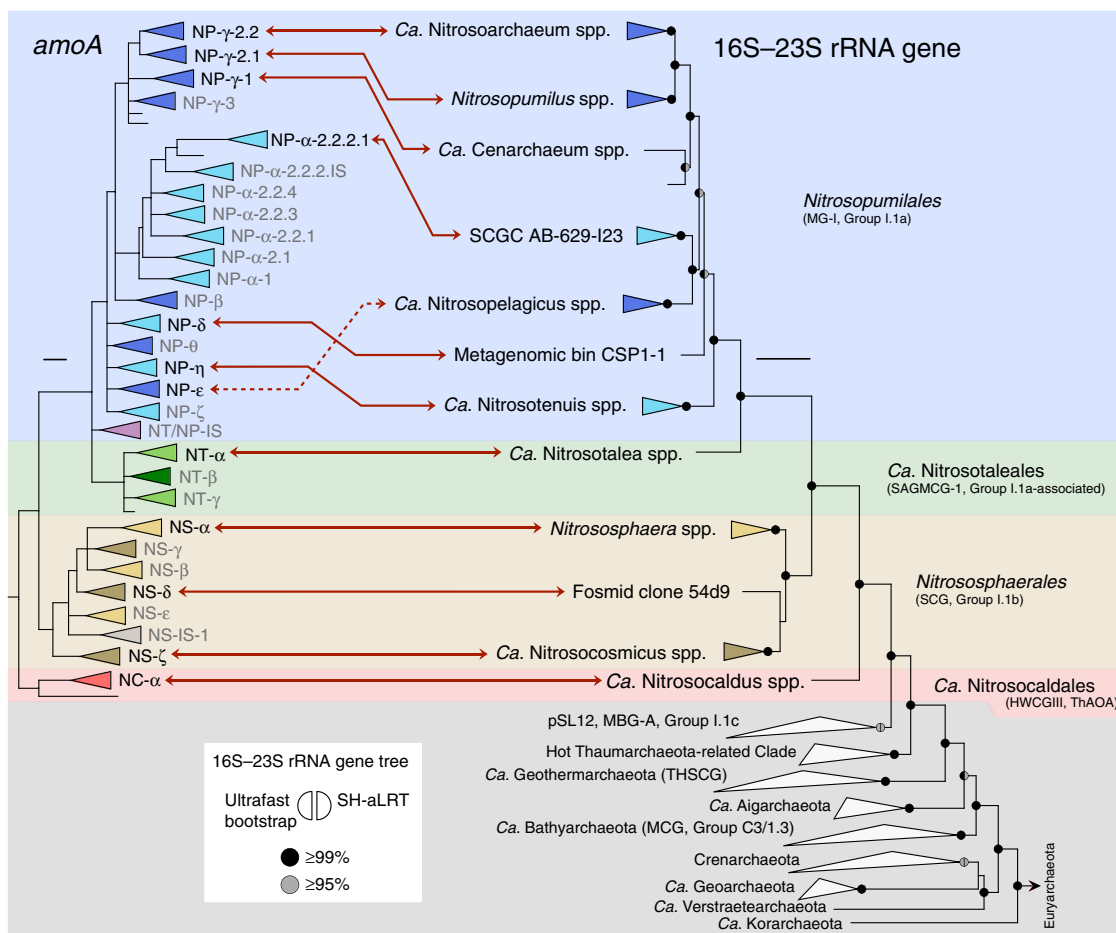 amoA
16S–23S rRNA gene
NP-γ-2.2
Ca. Nitrosoarchaeum spp.
NP-γ-2.1
NP-γ-1
Nitrosopumilus spp.
NP-γ-3
NP-α-2.2.2.1
Ca. Cenarchaeum spp.
NP-α-2.2.2.IS
NP-α-2.2.4
Nitrosopumilales
(MG-I, Group I.1a)
NP-α-2.2.3
NP-α-2.2.1
SCGC AB-629-I23
NP-α-2.1
NP-α-1
NP-β
Ca. Nitrosopelagicus spp.
NP-δ
NP-θ
Metagenomic bin CSP1-1
NP-η
NP-ε
Ca. Nitrosotenuis spp.
NP-ζ
NT/NP-IS
NT-α
Ca. Nitrosotalea spp.
NT-β
Ca. Nitrosotaleales
(SAGMCG-1, Group I.1a-associated)
NT-γ
NS-α
Nitrososphaera spp.
NS-γ
NS-β
Nitrososphaerales
(SCG, Group I.1b)
NS-δ
Fosmid clone 54d9
NS-ε
NS-IS-1
NS-ζ
Ca. Nitrosocosmicus spp.
NC-α
Ca. Nitrosocaldus spp.
Ca. Nitrosocaldales
(HWCGIII, ThAOA)
pSL12, MBG-A, Group I.1c
Hot Thaumarchaeota-related Clade
Ca. Geothermarchaeota (THSCG)
Ca. Aigarchaeota
Ca. Bathyarchaeota (MCG, Group C3/1.3)
Crenarchaeota
Ca. Geoarchaeota
Ca. Verstraetearchaeota
Ca. Korarchaeota
Euryarchaeota
16S–23S rRNA gene tree
Ultrafast bootstrap
SH-aLRT
≥99%
≥95%